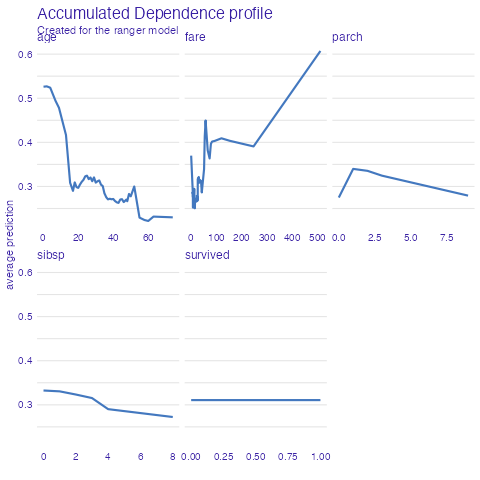 Accumulated Dependence profile
Created for the ranger model
age fare parch
0.6
0.5
0.4
0.3
0 20 40 60 0 100 200 300 400 500 0.0 2.5 5.0 7.5
average prediction
sibsp survived
0.6
0.5
0.4
0.3
0 2 4 6 8 0.00 0.25 0.50 0.75 1.00